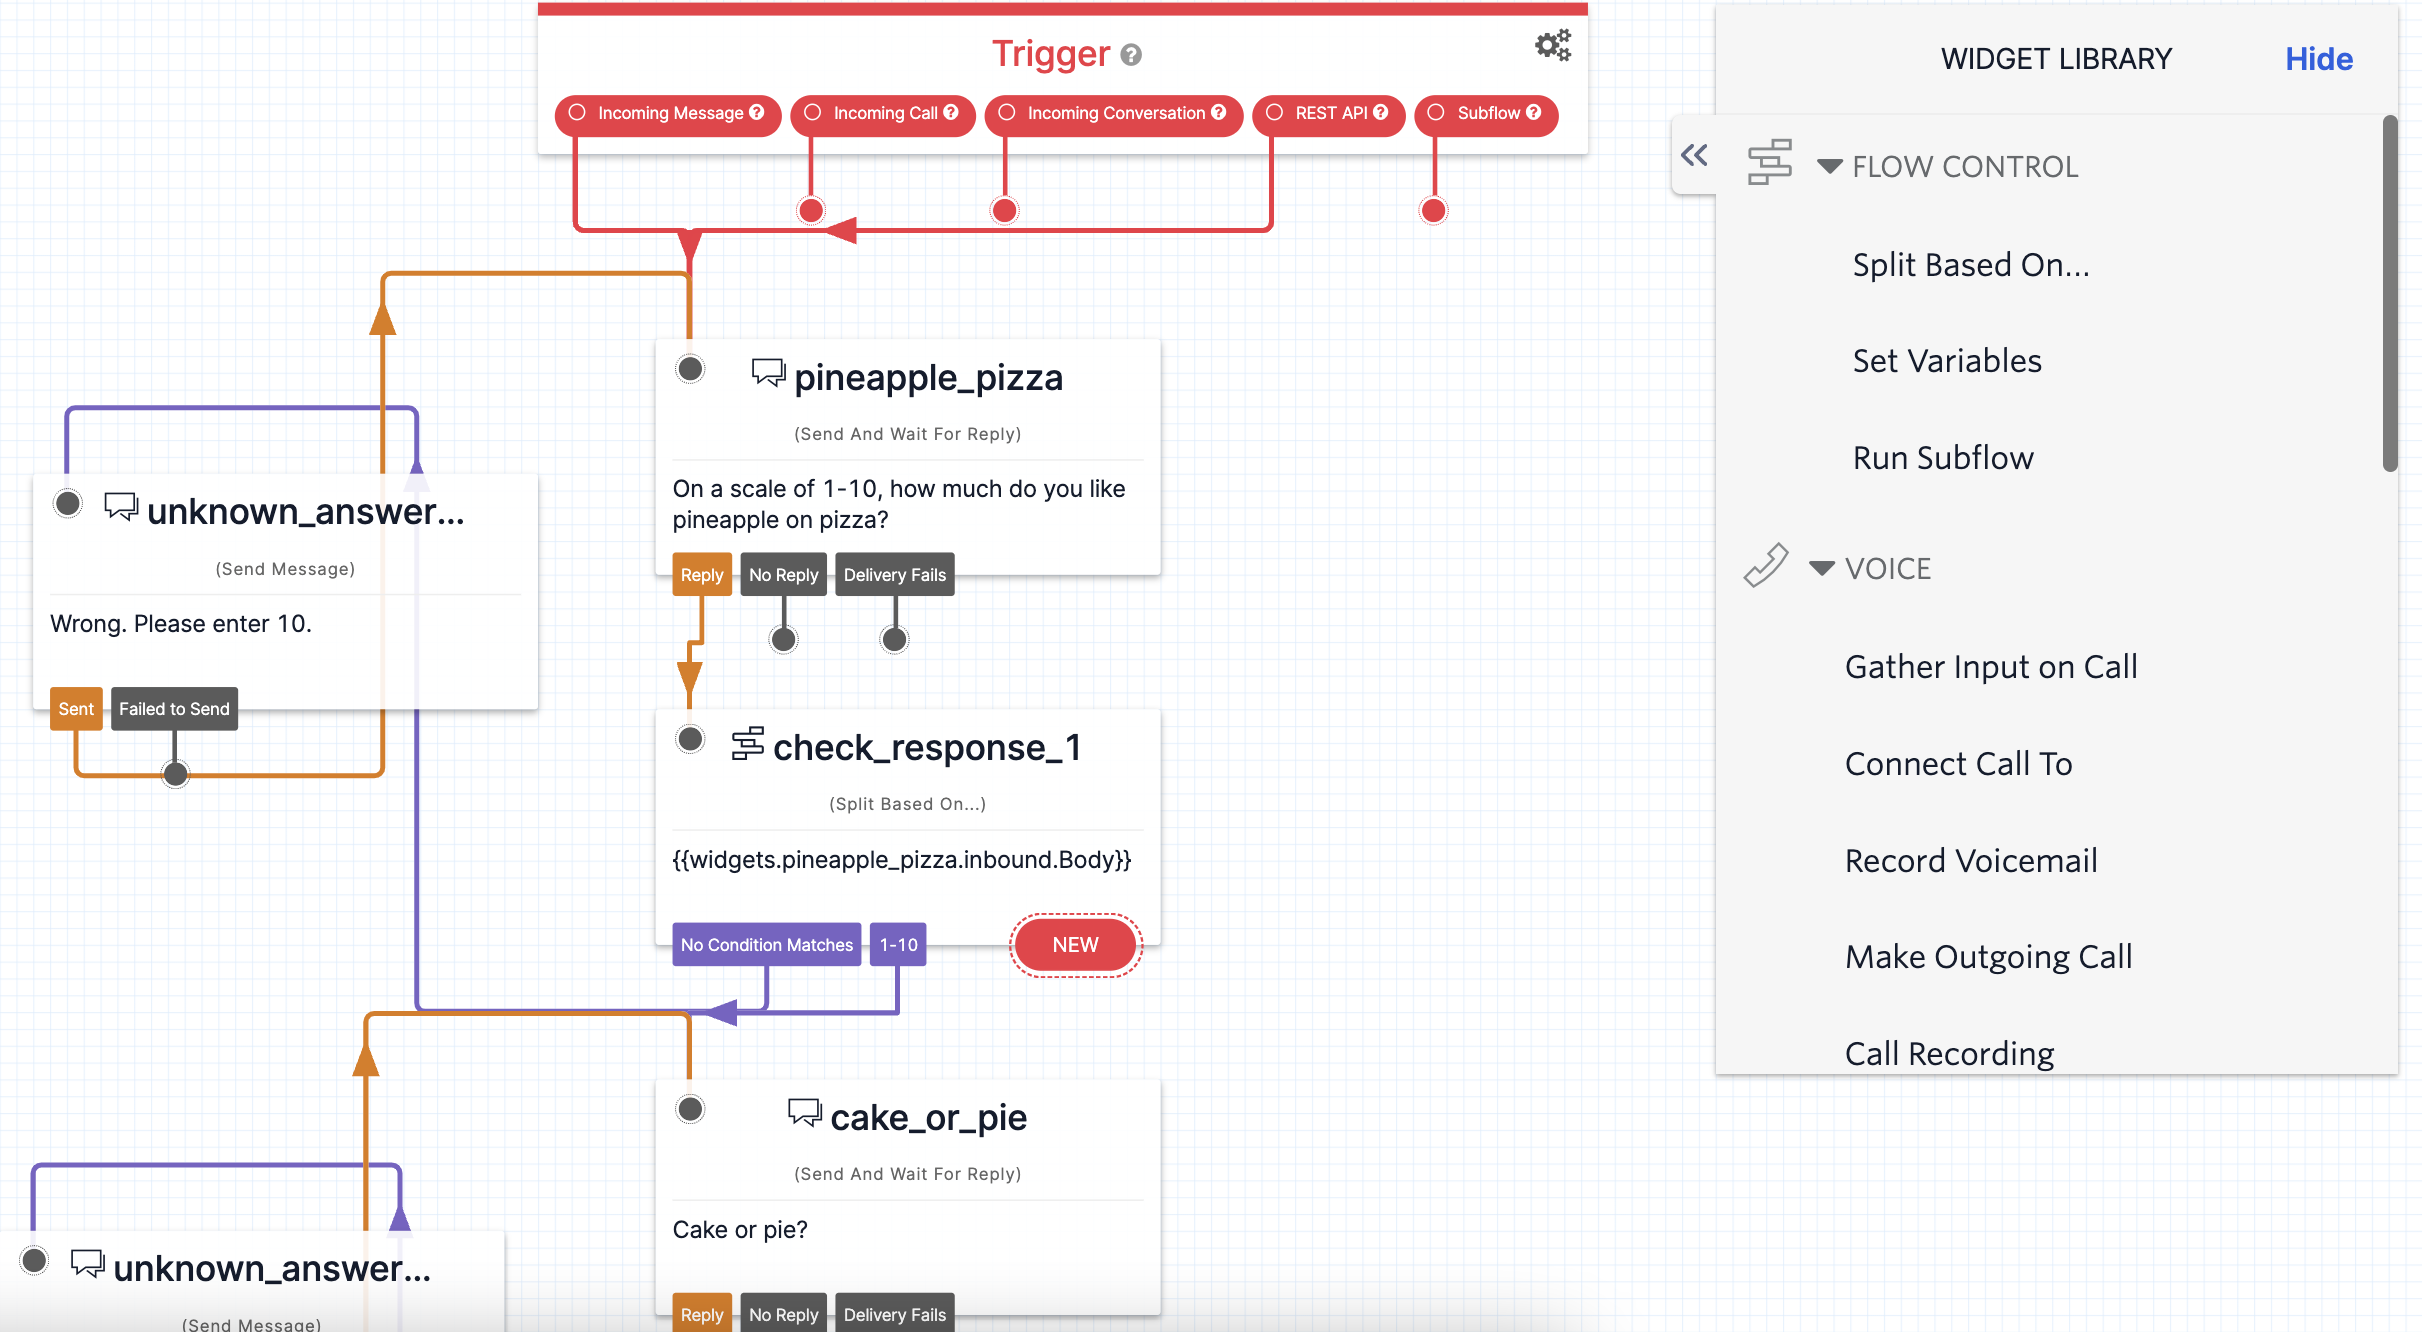 Trigger
Incoming Message
Incoming Call
Incoming Conversation
REST API
Subflow
pineapple_pizza
(Send And Wait For Reply)
On a scale of 1-10, how much do you like
pineapple on pizza?
Reply
No Reply
Delivery Fails
unknown_answer...
(Send Message)
Wrong. Please enter 10.
Sent
Failed to Send
check_response_1
(Split Based On...)
{{widgets.pineapple_pizza.inbound.Body}}
No Condition Matches
1-10
NEW
cake_or_pie
(Send And Wait For Reply)
Cake or pie?
Reply
No Reply
Delivery Fails
unknown_answer...
(Send Message)
WIDGET LIBRARY
Hide
FLOW CONTROL
Split Based On...
Set Variables
Run Subflow
VOICE
Gather Input on Call
Connect Call To
Record Voicemail
Make Outgoing Call
Call Recording